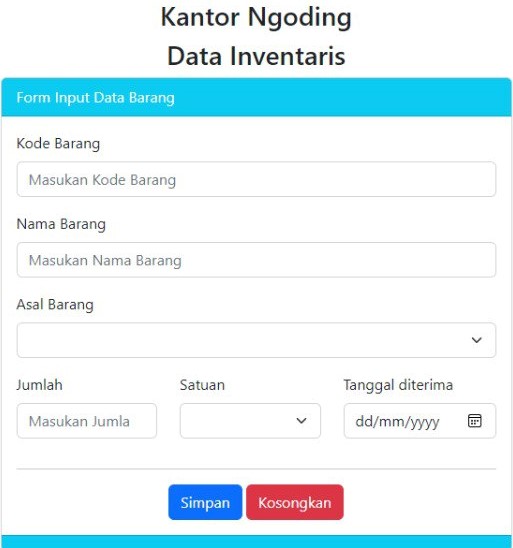 Kantor Ngoding
Data Inventaris
Form Input Data Barang
Kode Barang
Masukan Kode Barang
Nama Barang
Masukan Nama Barang
Asal Barang
Jumlah Satuan Tanggal diterima
Masukan Jumla dd/mm/yyyy
Simpan Kosongkan